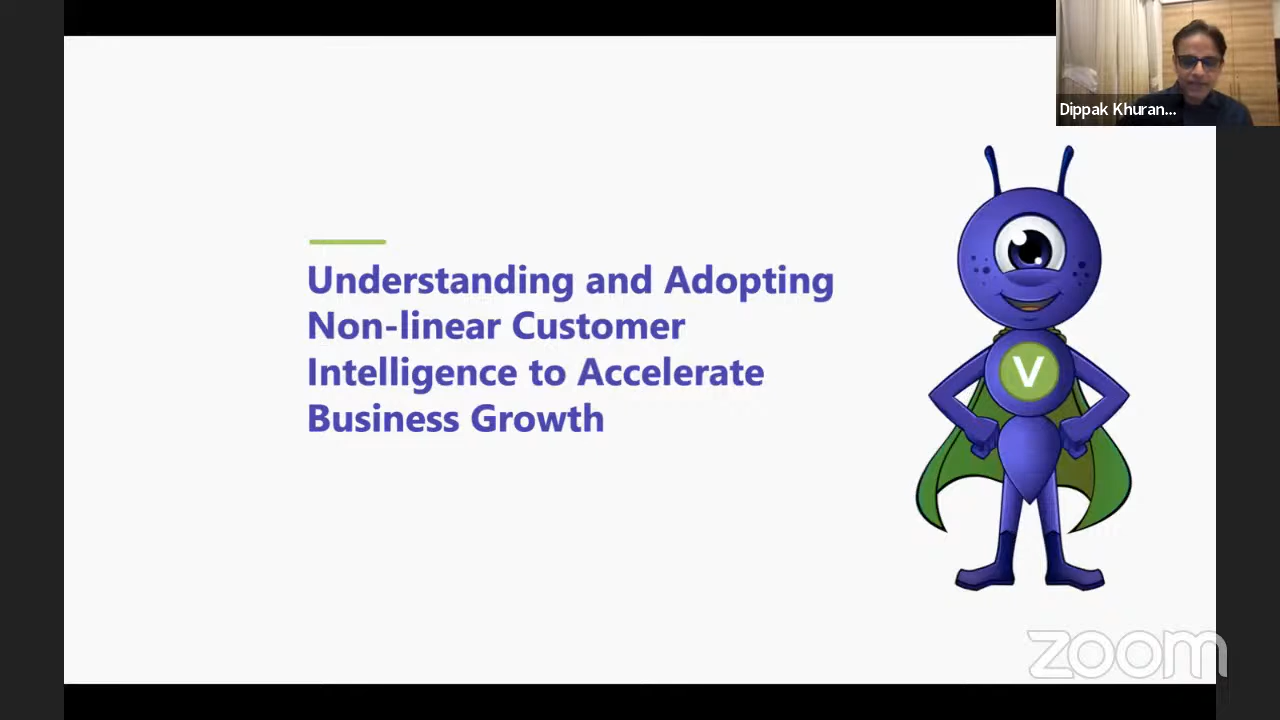 Dippak Khuran...
Understanding and Adopting
Non-linear Customer
Intelligence to Accelerate
Business Growth
V
zoom